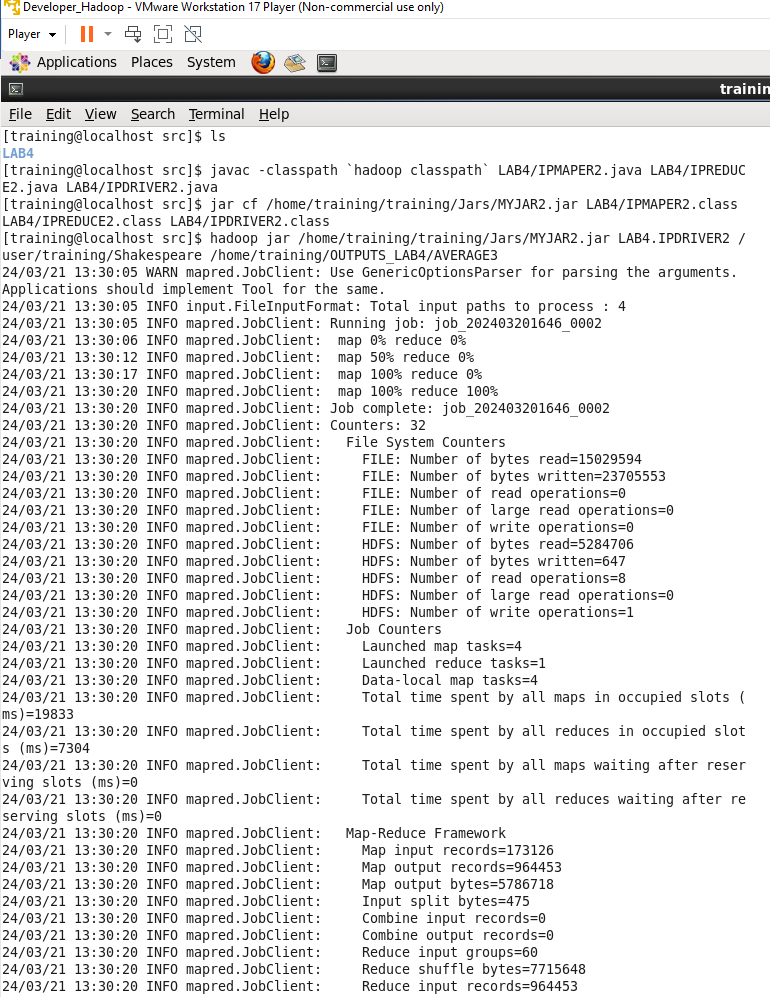 Developer_Hadoop - VMware Workstation 17 Player (Non-commercial use only)
Player
Applications Places System
trainin
File Edit View Search Terminal Help
[training@localhost src]$ ls
LAB4
[training@localhost src]$ javac -classpath `hadoop classpath` LAB4/IPMAPER2.java LAB4/IPREDUC
E2.java LAB4/IPDRIVER2.java
[training@localhost src]$ jar cf /home/training/training/Jars/MYJAR2.jar LAB4/IPMAPER2.class
LAB4/IPREDUCE2.class LAB4/IPDRIVER2.class
[training@localhost src]$ hadoop jar /home/training/training/Jars/MYJAR2.jar LAB4.IPDRIVER2 /
user/training/Shakespeare /home/training/OUTPUTS_LAB4/AVERAGE3
24/03/21 13:30:05 WARN mapred.JobClient: Use GenericOptionsParser for parsing the arguments.
Applications should implement Tool for the same.
24/03/21 13:30:05 INFO input.FileInputFormat: Total input paths to process : 4
24/03/21 13:30:05 INFO mapred.JobClient: Running job: job_202403201646_0002
24/03/21 13:30:06 INFO mapred.JobClient:  map 0% reduce 0%
24/03/21 13:30:12 INFO mapred.JobClient:  map 50% reduce 0%
24/03/21 13:30:17 INFO mapred.JobClient:  map 100% reduce 0%
24/03/21 13:30:20 INFO mapred.JobClient:  map 100% reduce 100%
24/03/21 13:30:20 INFO mapred.JobClient: Job complete: job_202403201646_0002
24/03/21 13:30:20 INFO mapred.JobClient: Counters: 32
24/03/21 13:30:20 INFO mapred.JobClient:   File System Counters
24/03/21 13:30:20 INFO mapred.JobClient:     FILE: Number of bytes read=15029594
24/03/21 13:30:20 INFO mapred.JobClient:     FILE: Number of bytes written=23705553
24/03/21 13:30:20 INFO mapred.JobClient:     FILE: Number of read operations=0
24/03/21 13:30:20 INFO mapred.JobClient:     FILE: Number of large read operations=0
24/03/21 13:30:20 INFO mapred.JobClient:     FILE: Number of write operations=0
24/03/21 13:30:20 INFO mapred.JobClient:     HDFS: Number of bytes read=5284706
24/03/21 13:30:20 INFO mapred.JobClient:     HDFS: Number of bytes written=647
24/03/21 13:30:20 INFO mapred.JobClient:     HDFS: Number of read operations=8
24/03/21 13:30:20 INFO mapred.JobClient:     HDFS: Number of large read operations=0
24/03/21 13:30:20 INFO mapred.JobClient:     HDFS: Number of write operations=1
24/03/21 13:30:20 INFO mapred.JobClient:   Job Counters
24/03/21 13:30:20 INFO mapred.JobClient:     Launched map tasks=4
24/03/21 13:30:20 INFO mapred.JobClient:     Launched reduce tasks=1
24/03/21 13:30:20 INFO mapred.JobClient:     Data-local map tasks=4
24/03/21 13:30:20 INFO mapred.JobClient:     Total time spent by all maps in occupied slots (
ms)=19833
24/03/21 13:30:20 INFO mapred.JobClient:     Total time spent by all reduces in occupied slot
s (ms)=7304
24/03/21 13:30:20 INFO mapred.JobClient:     Total time spent by all maps waiting after reser
ving slots (ms)=0
24/03/21 13:30:20 INFO mapred.JobClient:     Total time spent by all reduces waiting after re
serving slots (ms)=0
24/03/21 13:30:20 INFO mapred.JobClient:   Map-Reduce Framework
24/03/21 13:30:20 INFO mapred.JobClient:     Map input records=173126
24/03/21 13:30:20 INFO mapred.JobClient:     Map output records=964453
24/03/21 13:30:20 INFO mapred.JobClient:     Map output bytes=5786718
24/03/21 13:30:20 INFO mapred.JobClient:     Input split bytes=475
24/03/21 13:30:20 INFO mapred.JobClient:     Combine input records=0
24/03/21 13:30:20 INFO mapred.JobClient:     Combine output records=0
24/03/21 13:30:20 INFO mapred.JobClient:     Reduce input groups=60
24/03/21 13:30:20 INFO mapred.JobClient:     Reduce shuffle bytes=7715648
24/03/21 13:30:20 INFO mapred.JobClient:     Reduce input records=964453